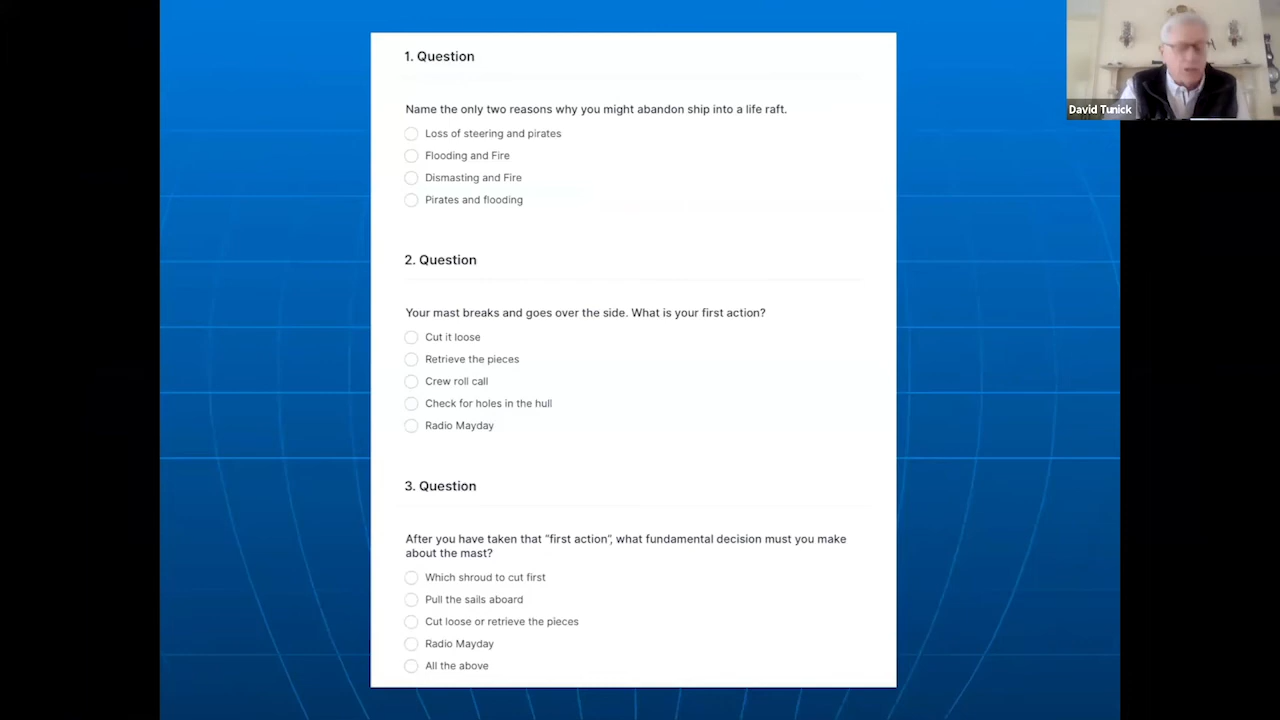 1. Question
Name the only two reasons why you might abandon ship into a life raft.
Loss of steering and pirates
Flooding and Fire
Dismasting and Fire
Pirates and flooding
2. Question
Your mast breaks and goes over the side. What is your first action?
Cut it loose
Retrieve the pieces
Crew roll call
Check for holes in the hull
Radio Mayday
3. Question
After you have taken that “first action”, what fundamental decision must you make
about the mast?
Which shroud to cut first
Pull the sails aboard
Cut loose or retrieve the pieces
Radio Mayday
All the above
David Tunick